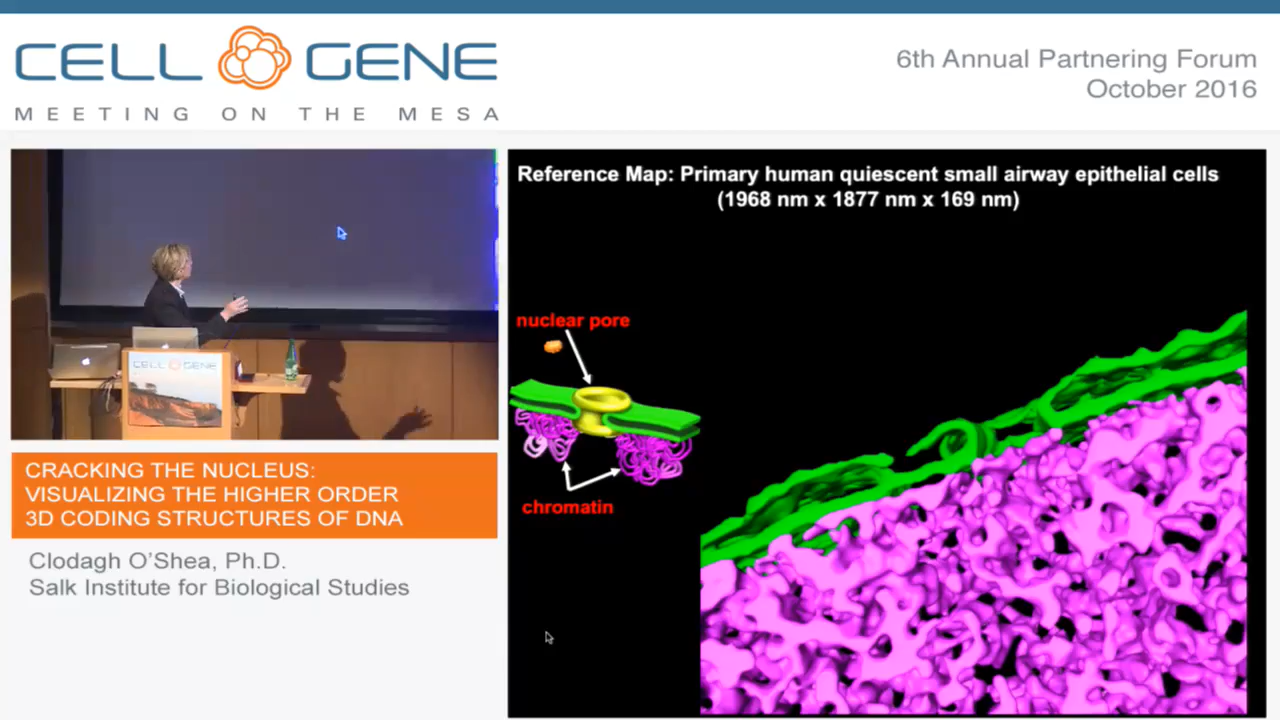 CELL GENE
MEETING ON THE MESA
6th Annual Partnering Forum
October 2016
CELL GENE
CRACKING THE NUCLEUS:
VISUALIZING THE HIGHER ORDER
3D CODING STRUCTURES OF DNA
Clodagh O'Shea, Ph.D.
Salk Institute for Biological Studies
Reference Map: Primary human quiescent small airway epithelial cells
(1968 nm x 1877 nm x 169 nm)
nuclear pore
chromatin